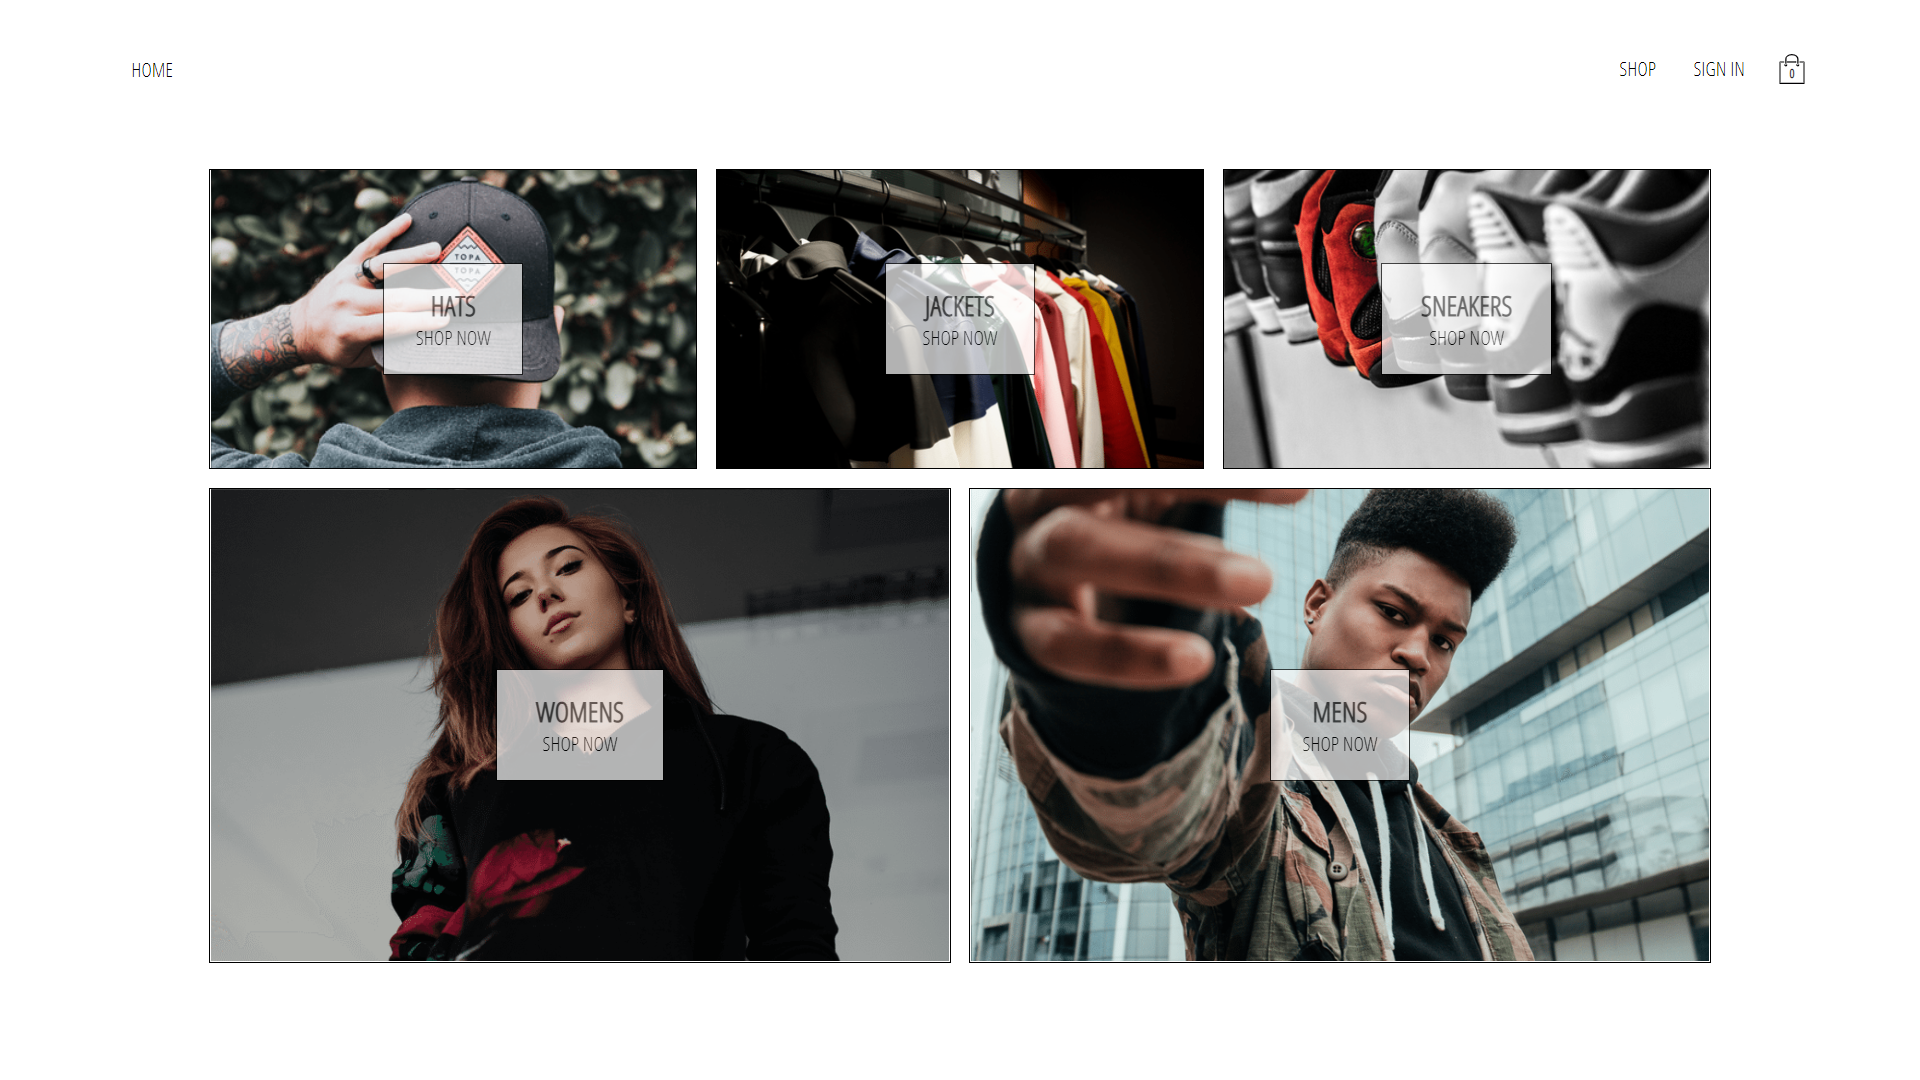 HOME
SHOP
SIGN IN
0
TOPA
TOPA
HATS
SHOP NOW
JACKETS
SHOP NOW
SNEAKERS
SHOP NOW
WOMENS
SHOP NOW
MENS
SHOP NOW